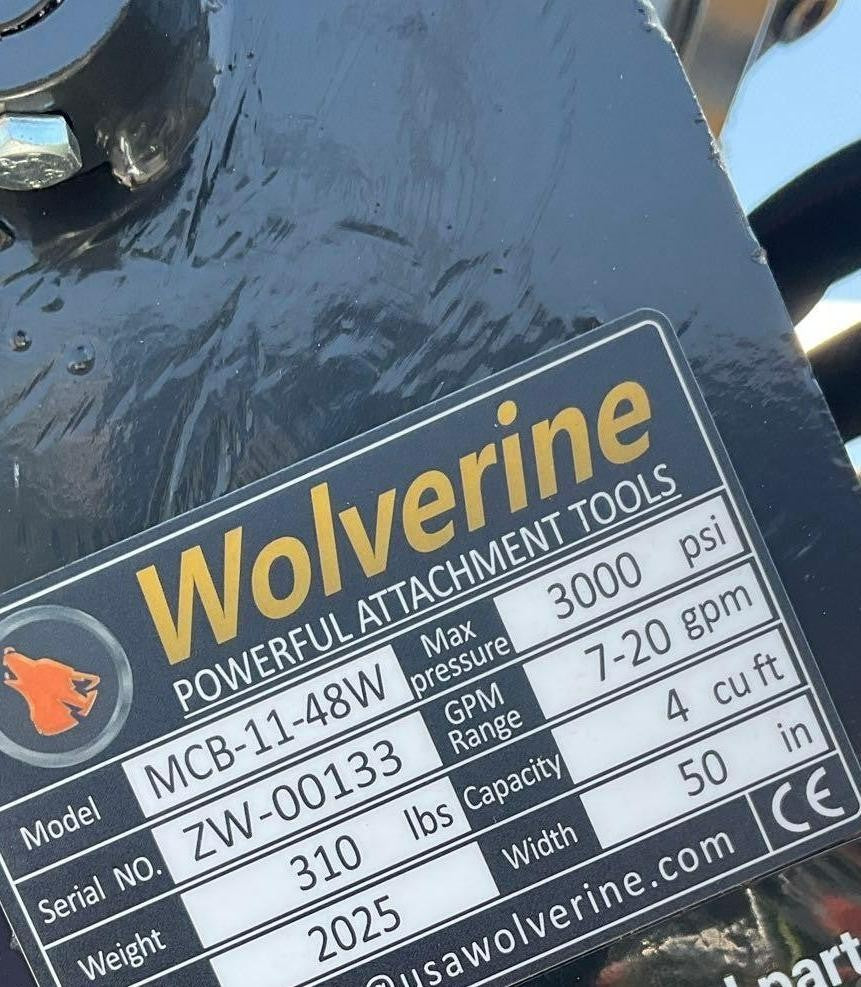 Wolverine
POWERFUL ATTACHMENT TOOLS
Model MCB-11-48W Max pressure 3000 psi
Serial NO. ZW-00133 GPM Range 7-20 gpm
Weight 310 lbs Capacity 4 cu ft
2025 Width 50 in
@usawolverine.com CE
part